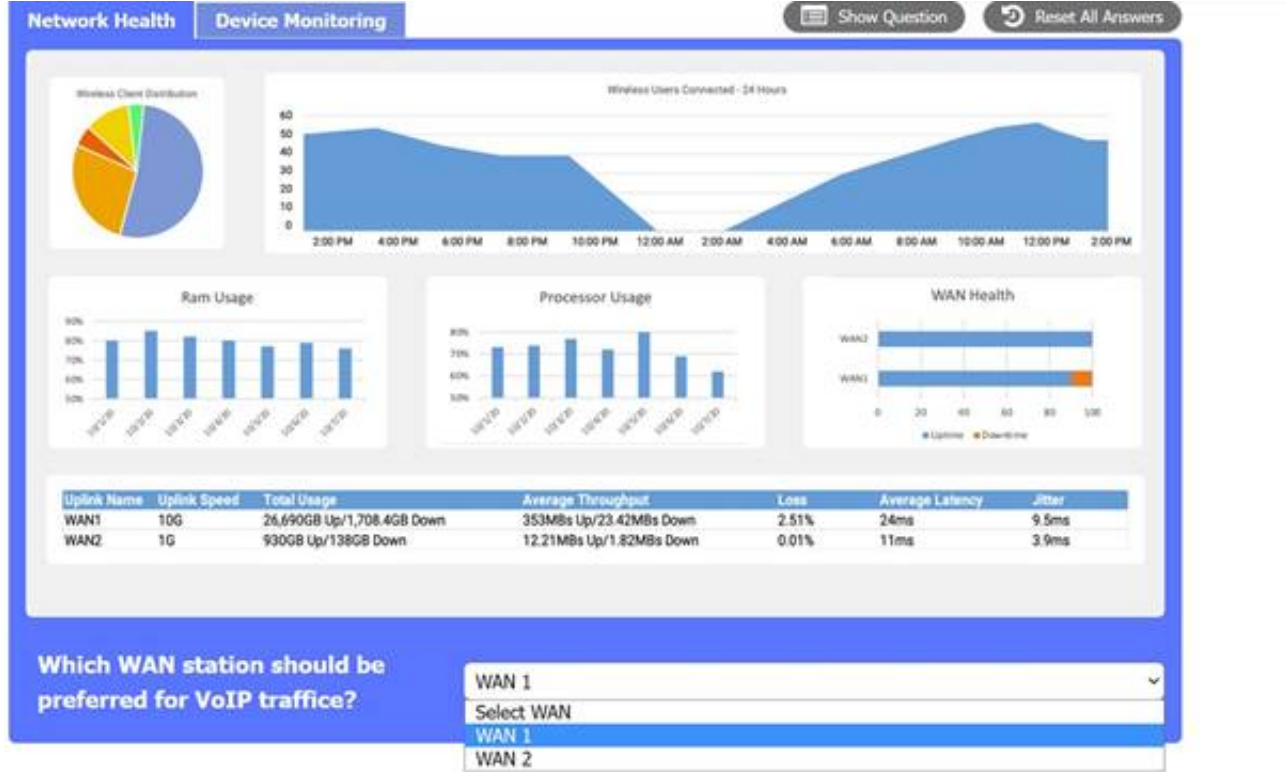 Network Health
Device Monitoring
Show Question
Reset All Answers
Wireless Client Distribution
Wireless Users Connected - 24 Hours
60
50
40
30
20
10
0
2:00 PM 4:00 PM 6:00 PM 8:00 PM 10:00 PM 12:00 AM 2:00 AM 4:00 AM 6:00 AM 8:00 AM 10:00 AM 12:00 PM 2:00 PM
Ram Usage
90%
80%
70%
60%
50%
Processor Usage
80%
70%
60%
50%
WAN Health
WAN2
WAN1
0 20 40 60 80 100
Uptime Downtime
Uplink Name Uplink Speed Total Usage Average Throughput Loss Average Latency Jitter
WAN1 10G 26,690GB Up/1,708.4GB Down 353MBs Up/23.42MBs Down 2.51% 24ms 9.5ms
WAN2 1G 930GB Up/138GB Down 12.21MBs Up/1.82MBs Down 0.01% 11ms 3.9ms
Which WAN station should be
preferred for VoIP traffice?
WAN 1
Select WAN
WAN 1
WAN 2